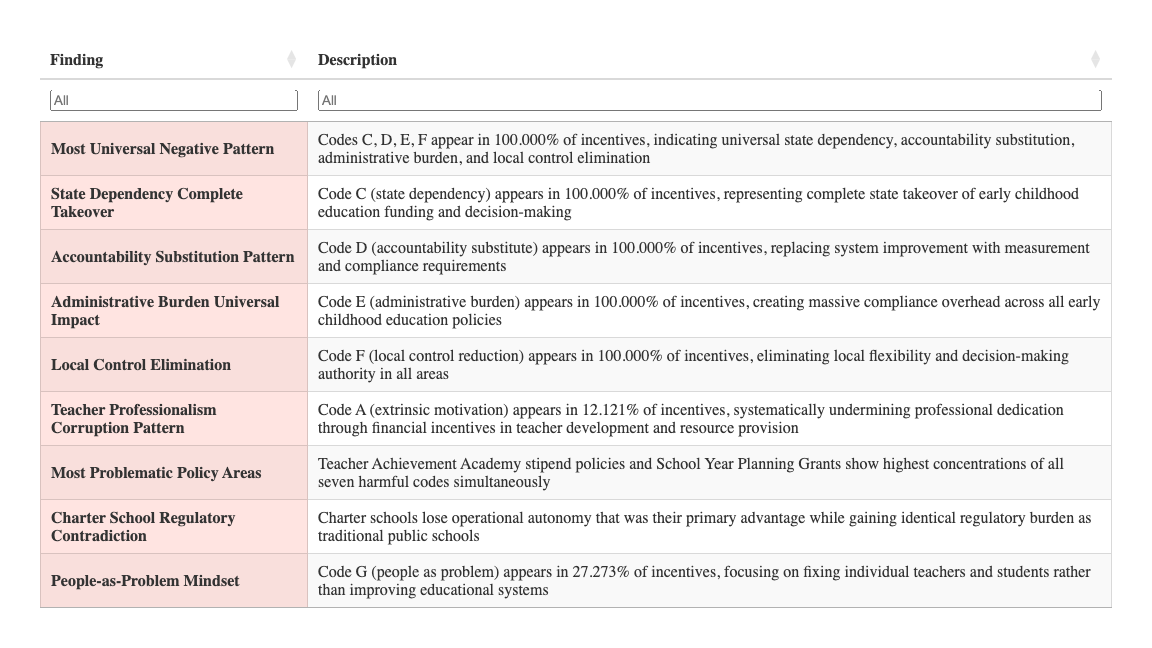 Finding
Description
All
All
Most Universal Negative Pattern
Codes C, D, E, F appear in 100.000% of incentives, indicating universal state dependency, accountability substitution,
administrative burden, and local control elimination
State Dependency Complete
Takeover
Code C (state dependency) appears in 100.000% of incentives, representing complete state takeover of early childhood
education funding and decision-making
Accountability Substitution Pattern
Code D (accountability substitute) appears in 100.000% of incentives, replacing system improvement with measurement
and compliance requirements
Administrative Burden Universal
Impact
Code E (administrative burden) appears in 100.000% of incentives, creating massive compliance overhead across all early
childhood education policies
Local Control Elimination
Code F (local control reduction) appears in 100.000% of incentives, eliminating local flexibility and decision-making
authority in all areas
Teacher Professionalism
Corruption Pattern
Code A (extrinsic motivation) appears in 12.121% of incentives, systematically undermining professional dedication
through financial incentives in teacher development and resource provision
Most Problematic Policy Areas
Teacher Achievement Academy stipend policies and School Year Planning Grants show highest concentrations of all
seven harmful codes simultaneously
Charter School Regulatory
Contradiction
Charter schools lose operational autonomy that was their primary advantage while gaining identical regulatory burden as
traditional public schools
People-as-Problem Mindset
Code G (people as problem) appears in 27.273% of incentives, focusing on fixing individual teachers and students rather
than improving educational systems